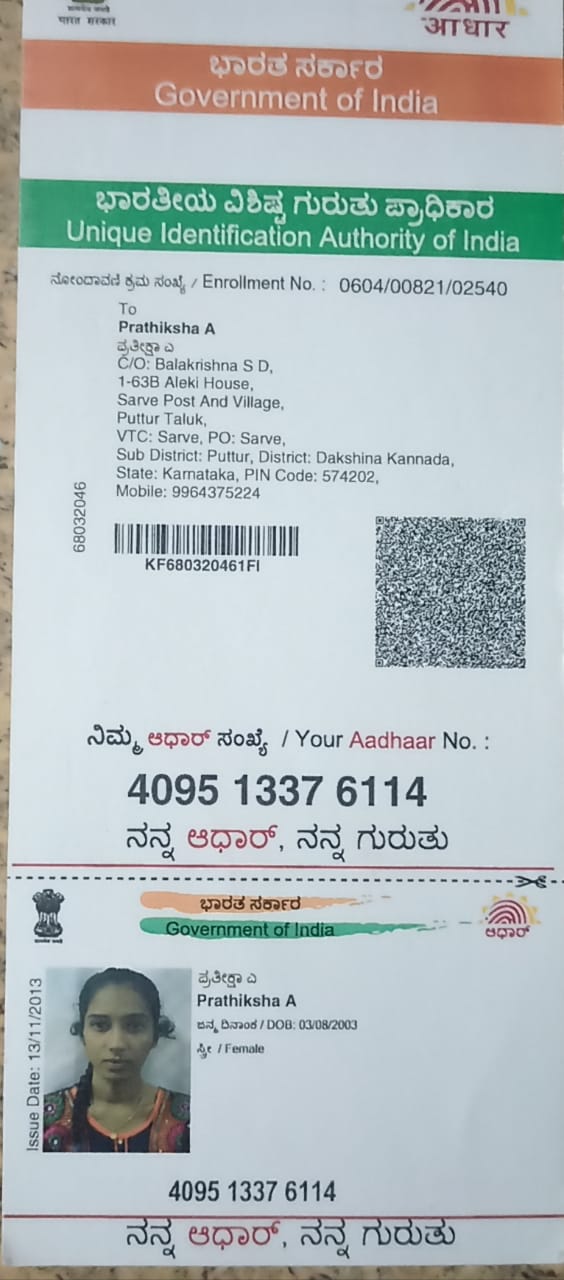 भारत सरकार
आधार
ಭಾರತ ಸರ್ಕಾರ
Government of India
ಭಾರತೀಯ ವಿಶಿಷ್ಟ ಗುರುತು ಪ್ರಾಧಿಕಾರ
Unique Identification Authority of India
ನೋಂದಾವಣಿ ಕ್ರಮ ಸಂಖ್ಯೆ / Enrollment No. : 0604/00821/02540
To
Prathiksha A
ಪ್ರತೀಕ್ಷಾ ಎ
C/O: Balakrishna S D,
1-63B Aleki House,
Sarve Post And Village,
Puttur Taluk,
VTC: Sarve, PO: Sarve,
Sub District: Puttur, District: Dakshina Kannada,
State: Karnataka, PIN Code: 574202,
Mobile: 9964375224
68032046
KF680320461FI
ನಿಮ್ಮ ಆಧಾರ್ ಸಂಖ್ಯೆ / Your Aadhaar No. :
4095 1337 6114
ನನ್ನ ಆಧಾರ್, ನನ್ನ ಗುರುತು
ಭಾರತ ಸರ್ಕಾರ
Government of India
ಆಧಾರ್
Issue Date: 13/11/2013
ಪ್ರತೀಕ್ಷಾ ಎ
Prathiksha A
ಜನ್ಮ ದಿನಾಂಕ / DOB: 03/08/2003
ಸ್ತ್ರೀ / Female
4095 1337 6114
ನನ್ನ ಆಧಾರ್, ನನ್ನ ಗುರುತು